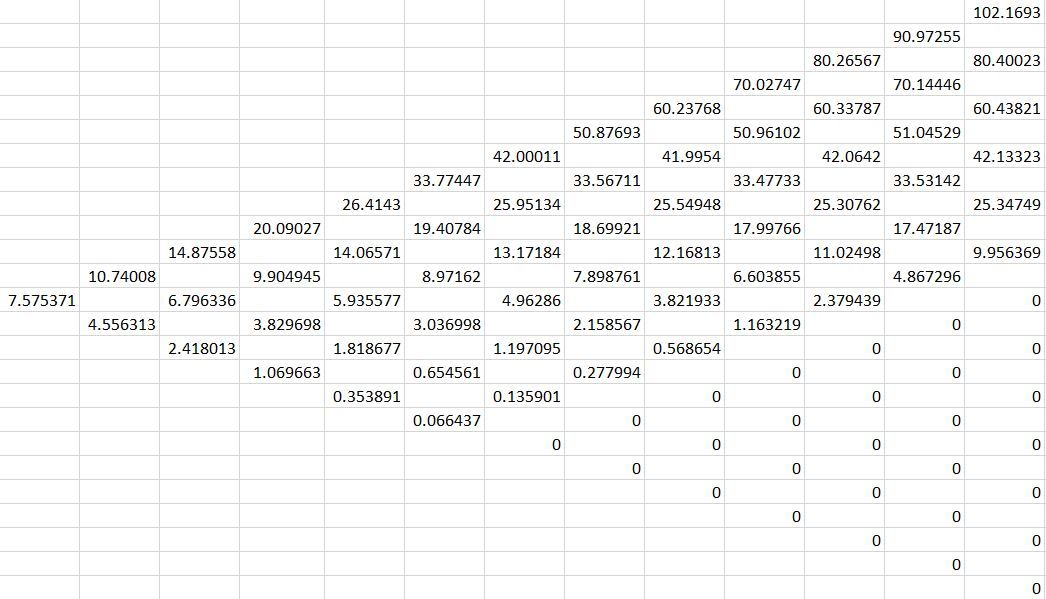 102.1693
90.97255
80.26567 80.40023
70.02747 70.14446
60.23768 60.33787 60.43821
50.87693 50.96102 51.04529
42.00011 41.9954 42.0642 42.13323
33.77447 33.56711 33.47733 33.53142
26.4143 25.95134 25.54948 25.30762 25.34749
20.09027 19.40784 18.69921 17.99766 17.47187
14.87558 14.06571 13.17184 12.16813 11.02498 9.956369
10.74008 9.904945 8.97162 7.898761 6.603855 4.867296
7.575371 6.796336 5.935577 4.96286 3.821933 2.379439 0
4.556313 3.829698 3.036998 2.158567 1.163219 0
2.418013 1.818677 1.197095 0.568654 0 0
1.069663 0.654561 0.277994 0 0
0.353891 0.135901 0 0 0
0.066437 0 0 0
0 0 0 0
0 0 0
0 0 0
0 0
0 0
0
0